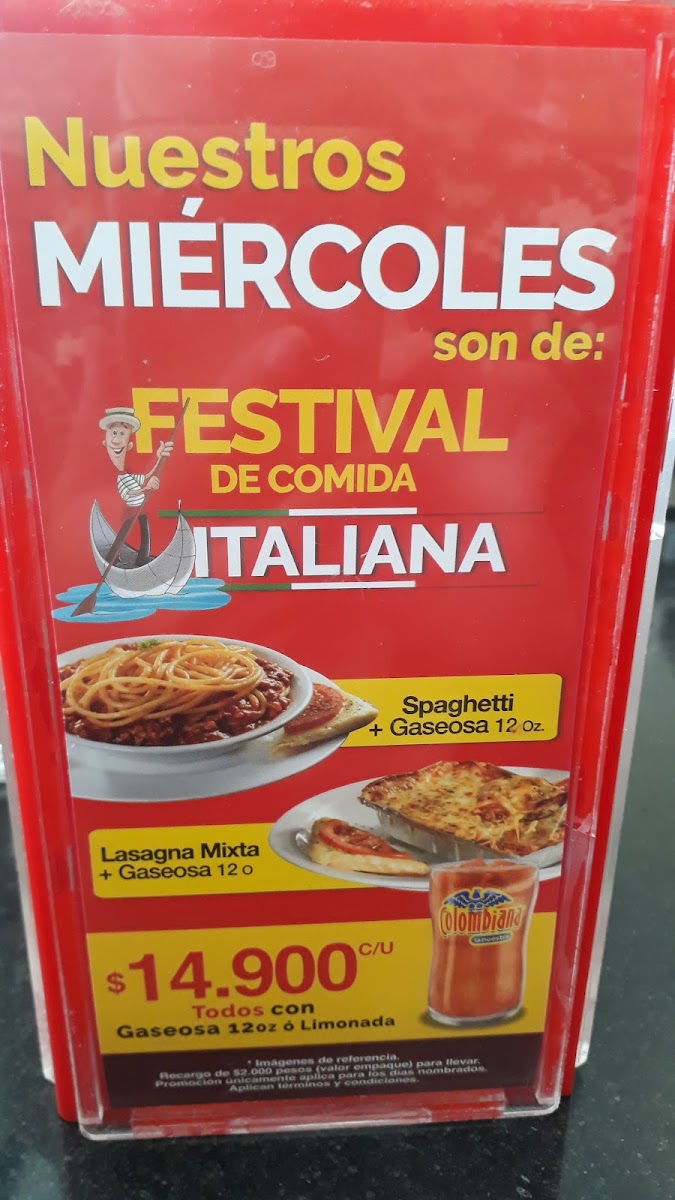 Nuestros
MIÉRCOLES
son de:
FESTIVAL
DE COMIDA
ITALIANA
Spaghetti
+ Gaseosa 12 Oz.
Lasagna Mixta
+ Gaseosa 12 O
Colombiana
la nuestra
$14.900 C/U
Todos con
Gaseosa 12oz ó Limonada
* Imágenes de referencia.
Recargo de $2.000 pesos (valor empaque) para llevar.
Promoción únicamente aplica para los días nombrados.
Aplican términos y condiciones.